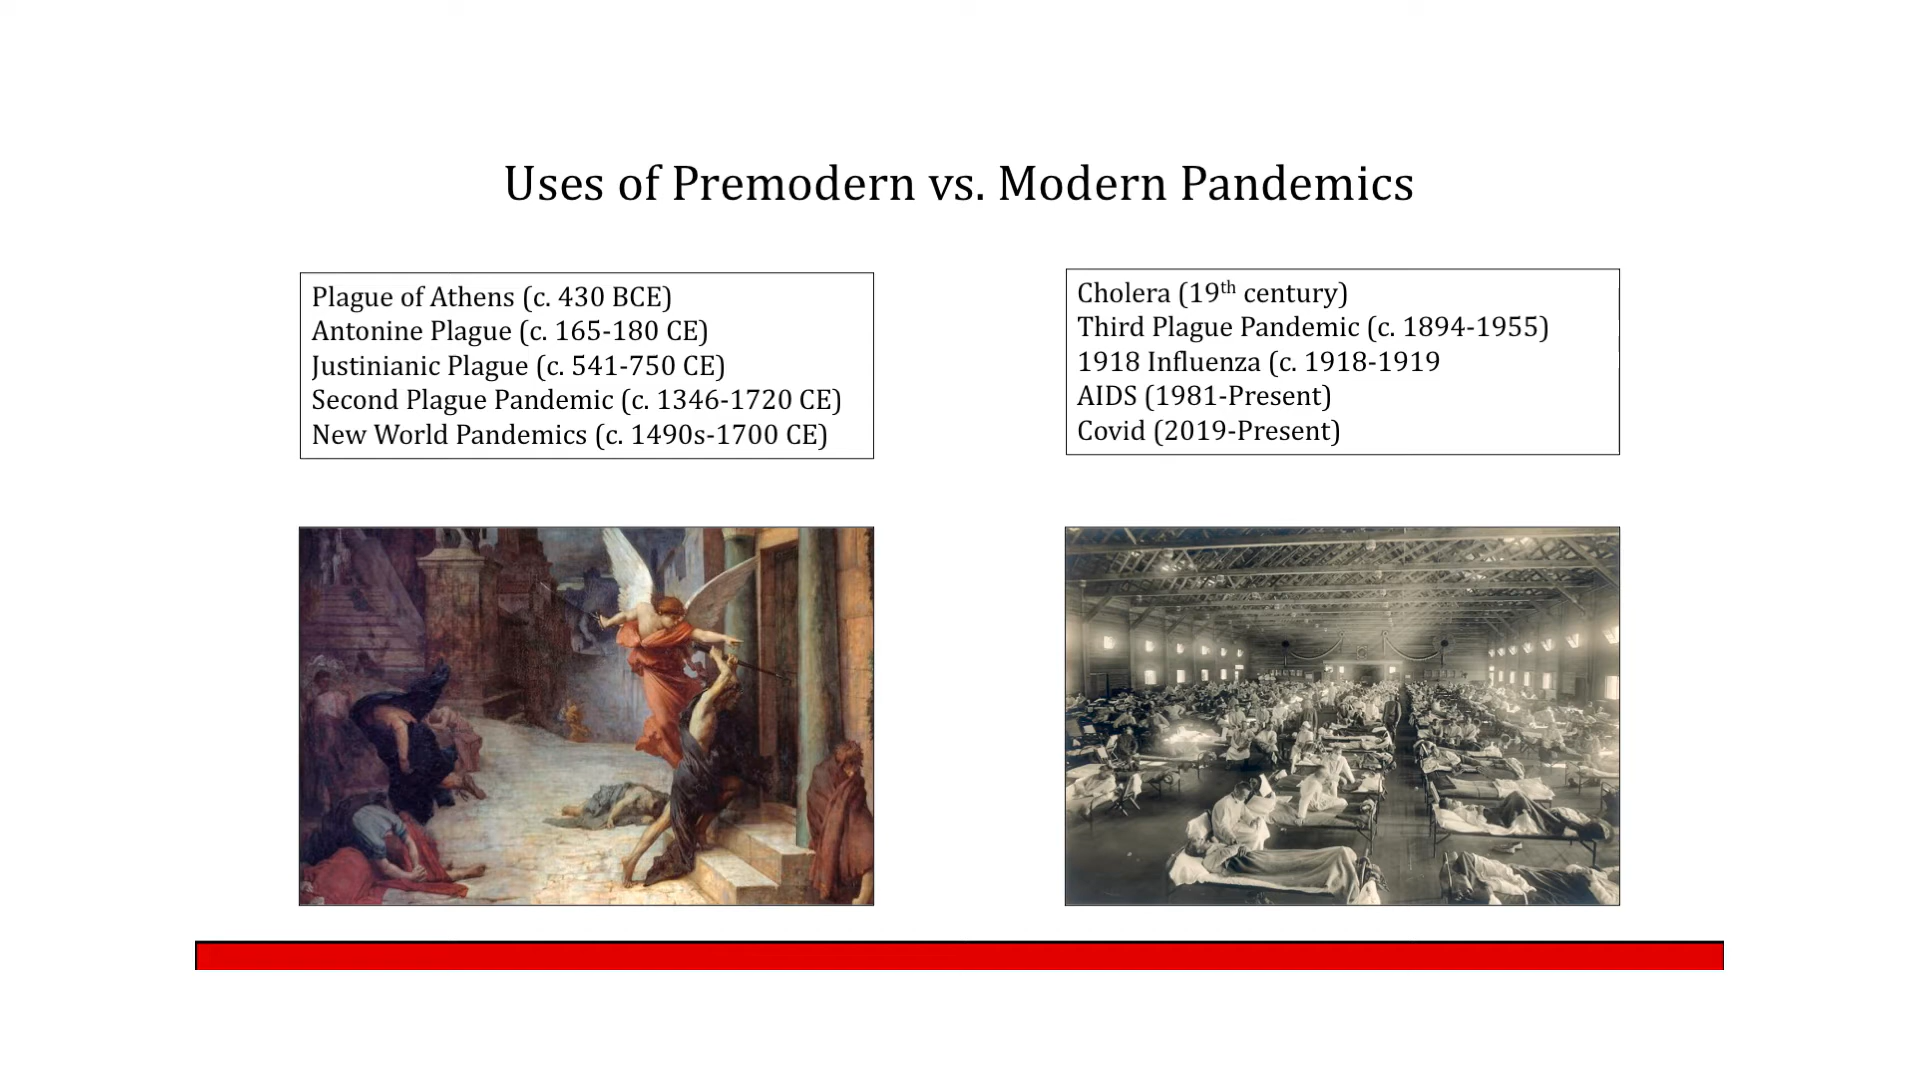 Uses of Premodern vs. Modern Pandemics
Plague of Athens (c. 430 BCE)
Antonine Plague (c. 165-180 CE)
Justinianic Plague (c. 541-750 CE)
Second Plague Pandemic (c. 1346-1720 CE)
New World Pandemics (c. 1490s-1700 CE)
Cholera (19th century)
Third Plague Pandemic (c. 1894-1955)
1918 Influenza (c. 1918-1919
AIDS (1981-Present)
Covid (2019-Present)